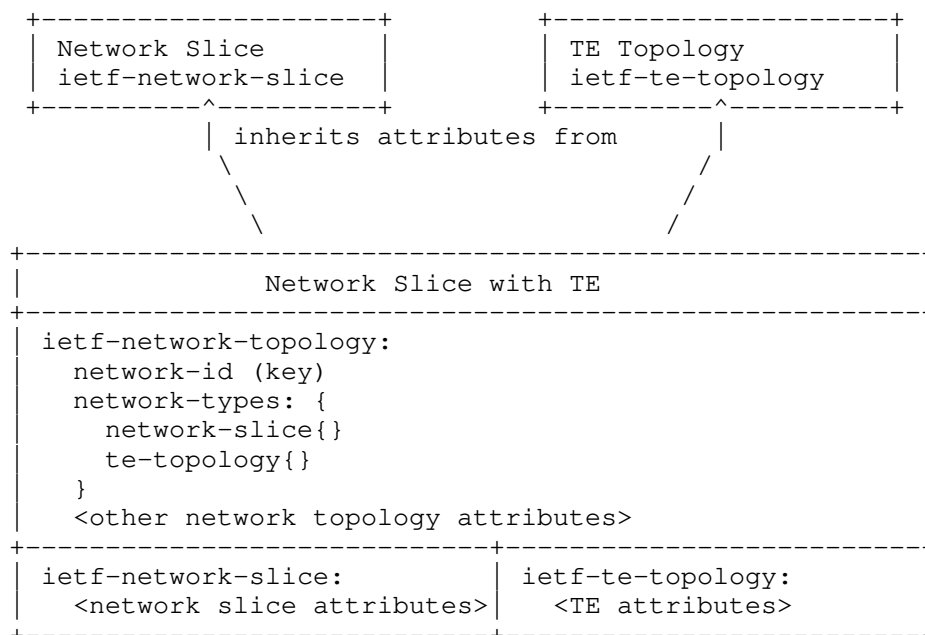 Network Slice
TE Topology
ietf-network-slice
ietf-te-topology
inherits attributes from
Network Slice with TE
ietf-network-topology:
network-id (key)
network-types: {
network-slice{}
te-topology{}
}
<other network topology attributes>
ietf-network-slice:
ietf-te-topology:
<network slice attributes>
<TE attributes>